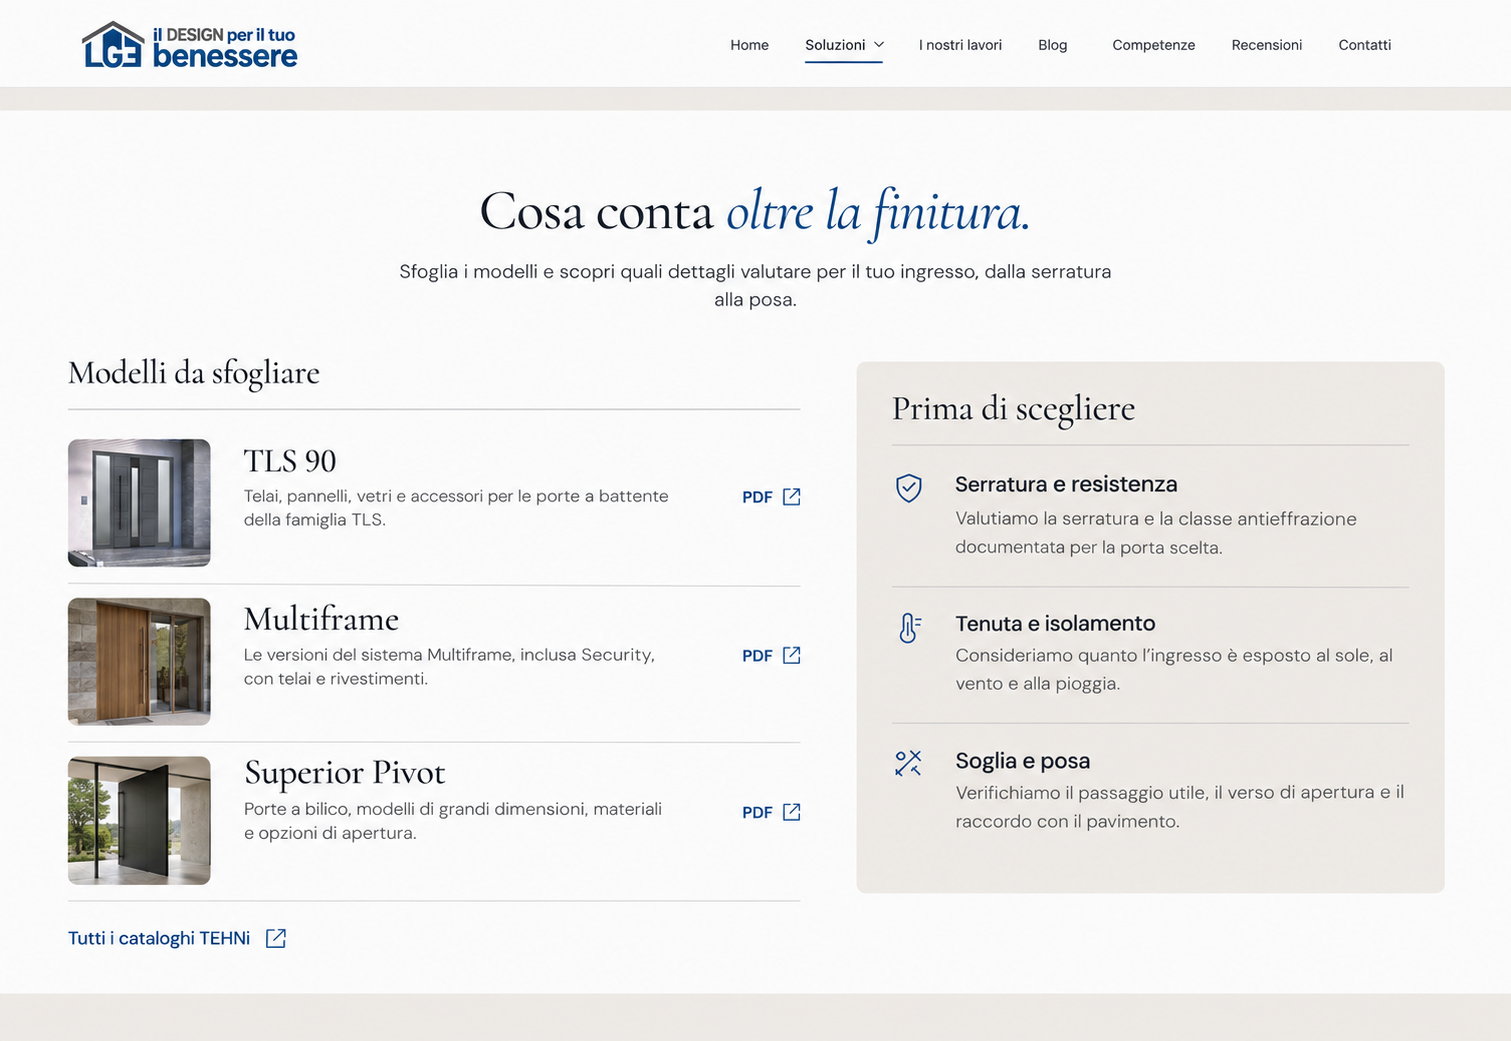 LGE
il DESIGN per il tuo
benessere
Home
Soluzioni
I nostri lavori
Blog
Competenze
Recensioni
Contatti
Cosa conta oltre la finitura.
Sfoglia i modelli e scopri quali dettagli valutare per il tuo ingresso, dalla serratura
alla posa.
Modelli da sfogliare
TLS 90
Telai, pannelli, vetri e accessori per le porte a battente
della famiglia TLS.
PDF
Multiframe
Le versioni del sistema Multiframe, inclusa Security,
con telai e rivestimenti.
PDF
Superior Pivot
Porte a bilico, modelli di grandi dimensioni, materiali
e opzioni di apertura.
PDF
Tutti i cataloghi TEHNi
Prima di scegliere
Serratura e resistenza
Valutiamo la serratura e la classe antieffrazione
documentata per la porta scelta.
Tenuta e isolamento
Consideriamo quanto l’ingresso è esposto al sole, al
vento e alla pioggia.
Soglia e posa
Verifichiamo il passaggio utile, il verso di apertura e il
raccordo con il pavimento.